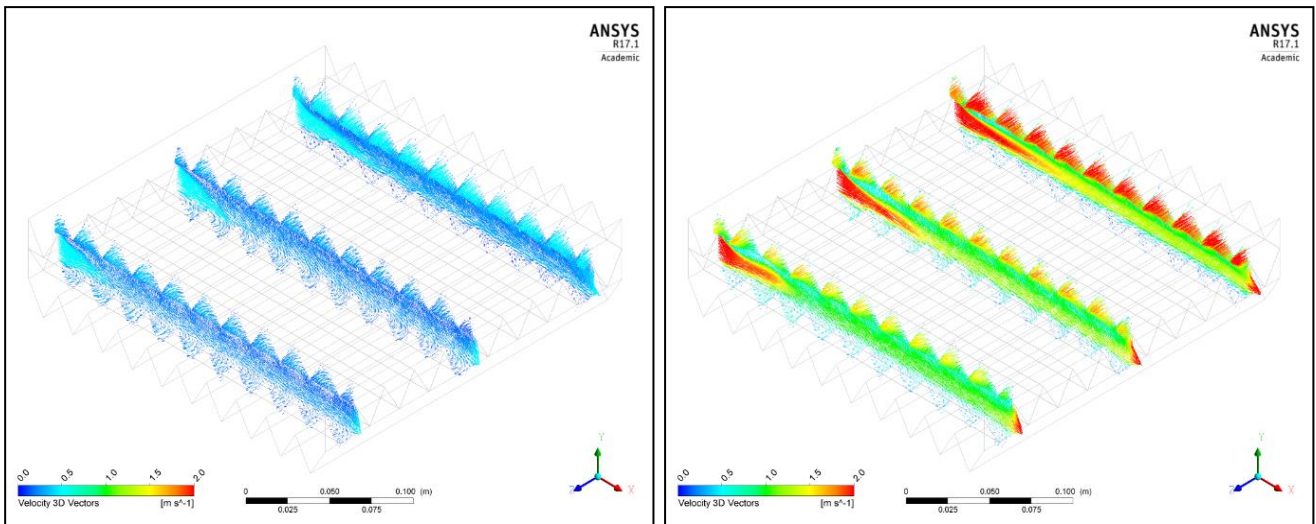 ANSYS
R17.1
Academic
Y
Z
X
0.0 0.5 1.0 1.5 2.0
Velocity 3D Vectors [m s^-1]
0 0.050 0.100 (m)
0.025 0.075
ANSYS
R17.1
Academic
Y
Z
X
0.0 0.5 1.0 1.5 2.0
Velocity 3D Vectors [m s^-1]
0 0.050 0.100 (m)
0.025 0.075